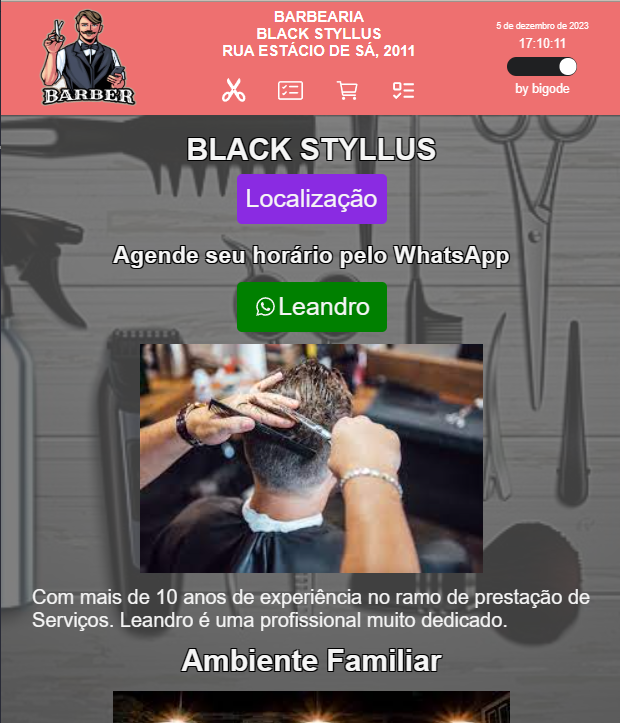 BARBER
BARBEARIA
BLACK STYLLUS
RUA ESTÁCIO DE SÁ, 2011
5 de dezembro de 2023
17:10:11
by bigode
BLACK STYLLUS
Localização
Agende seu horário pelo WhatsApp
Leandro
Com mais de 10 anos de experiência no ramo de prestação de
Serviços. Leandro é uma profissional muito dedicado.
Ambiente Familiar